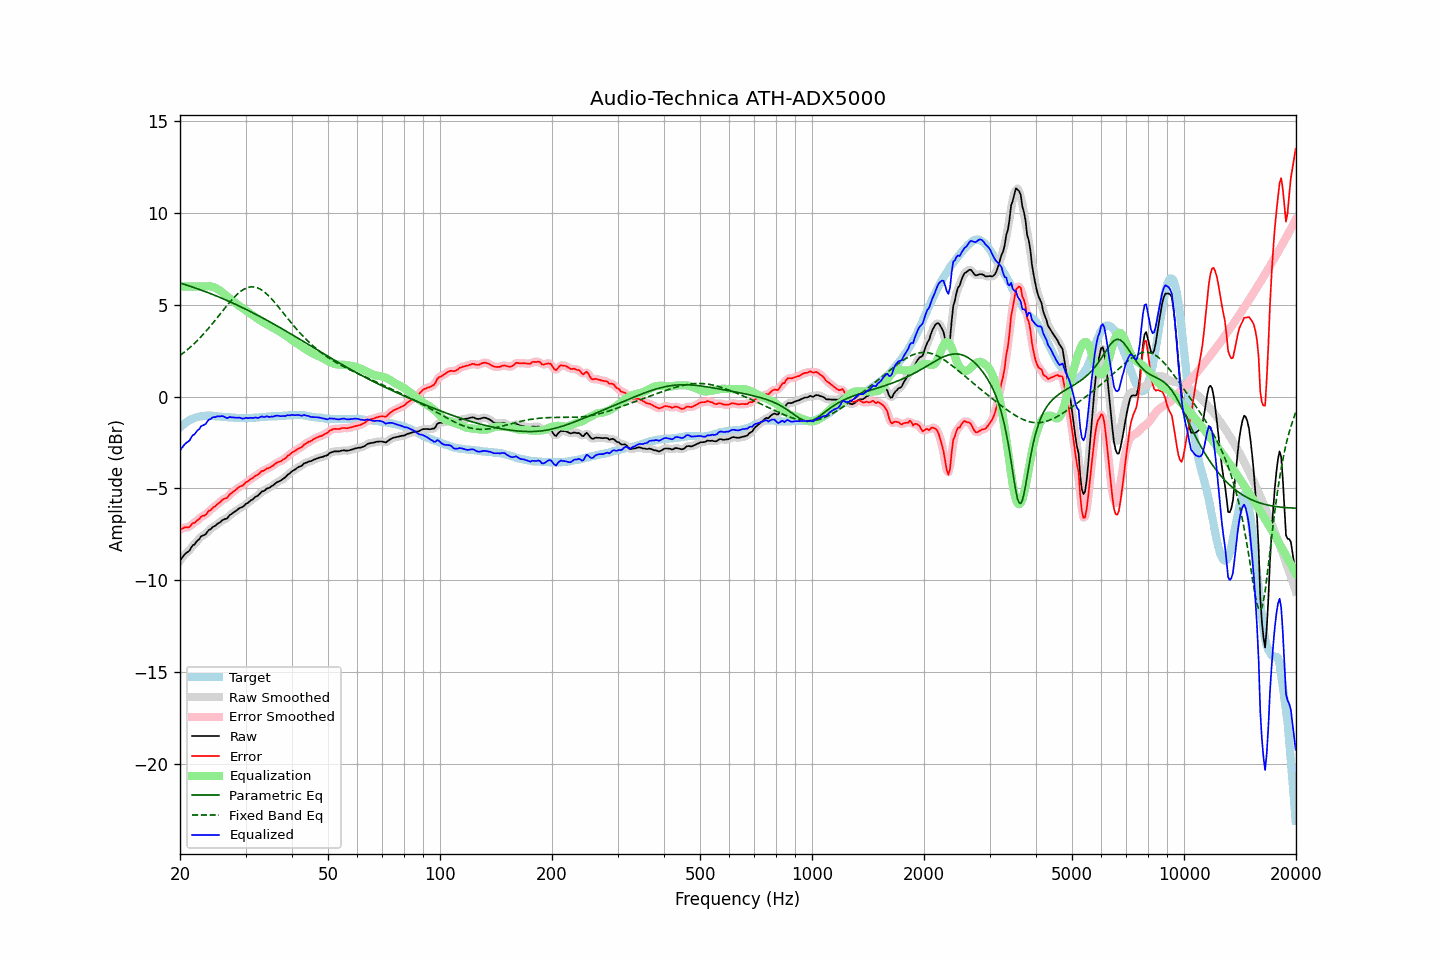 Audio-Technica ATH-ADX5000
Amplitude (dBr)
15
10
5
0
−5
−10
−15
−20
Target
Raw Smoothed
Error Smoothed
Raw
Error
Equalization
Parametric Eq
Fixed Band Eq
Equalized
20 50 100 200 500 1000 2000 5000 10000 20000
Frequency (Hz)